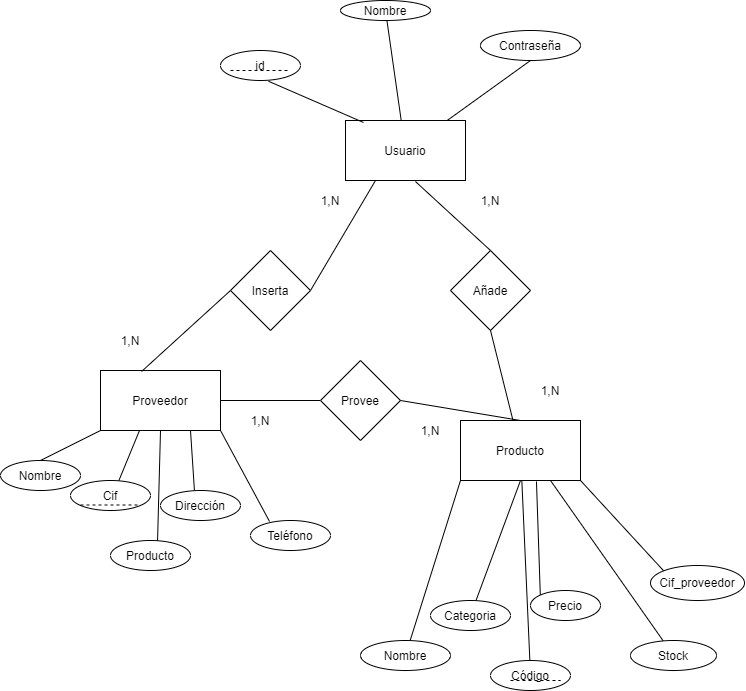 Nombre
Contraseña
id
Usuario
1,N
1,N
Inserta
Añade
1,N
1,N
Proveedor
Provee
1,N
1,N
Producto
Nombre
Cif
Dirección
Teléfono
Producto
Cif_proveedor
Precio
Categoria
Nombre
Stock
Código